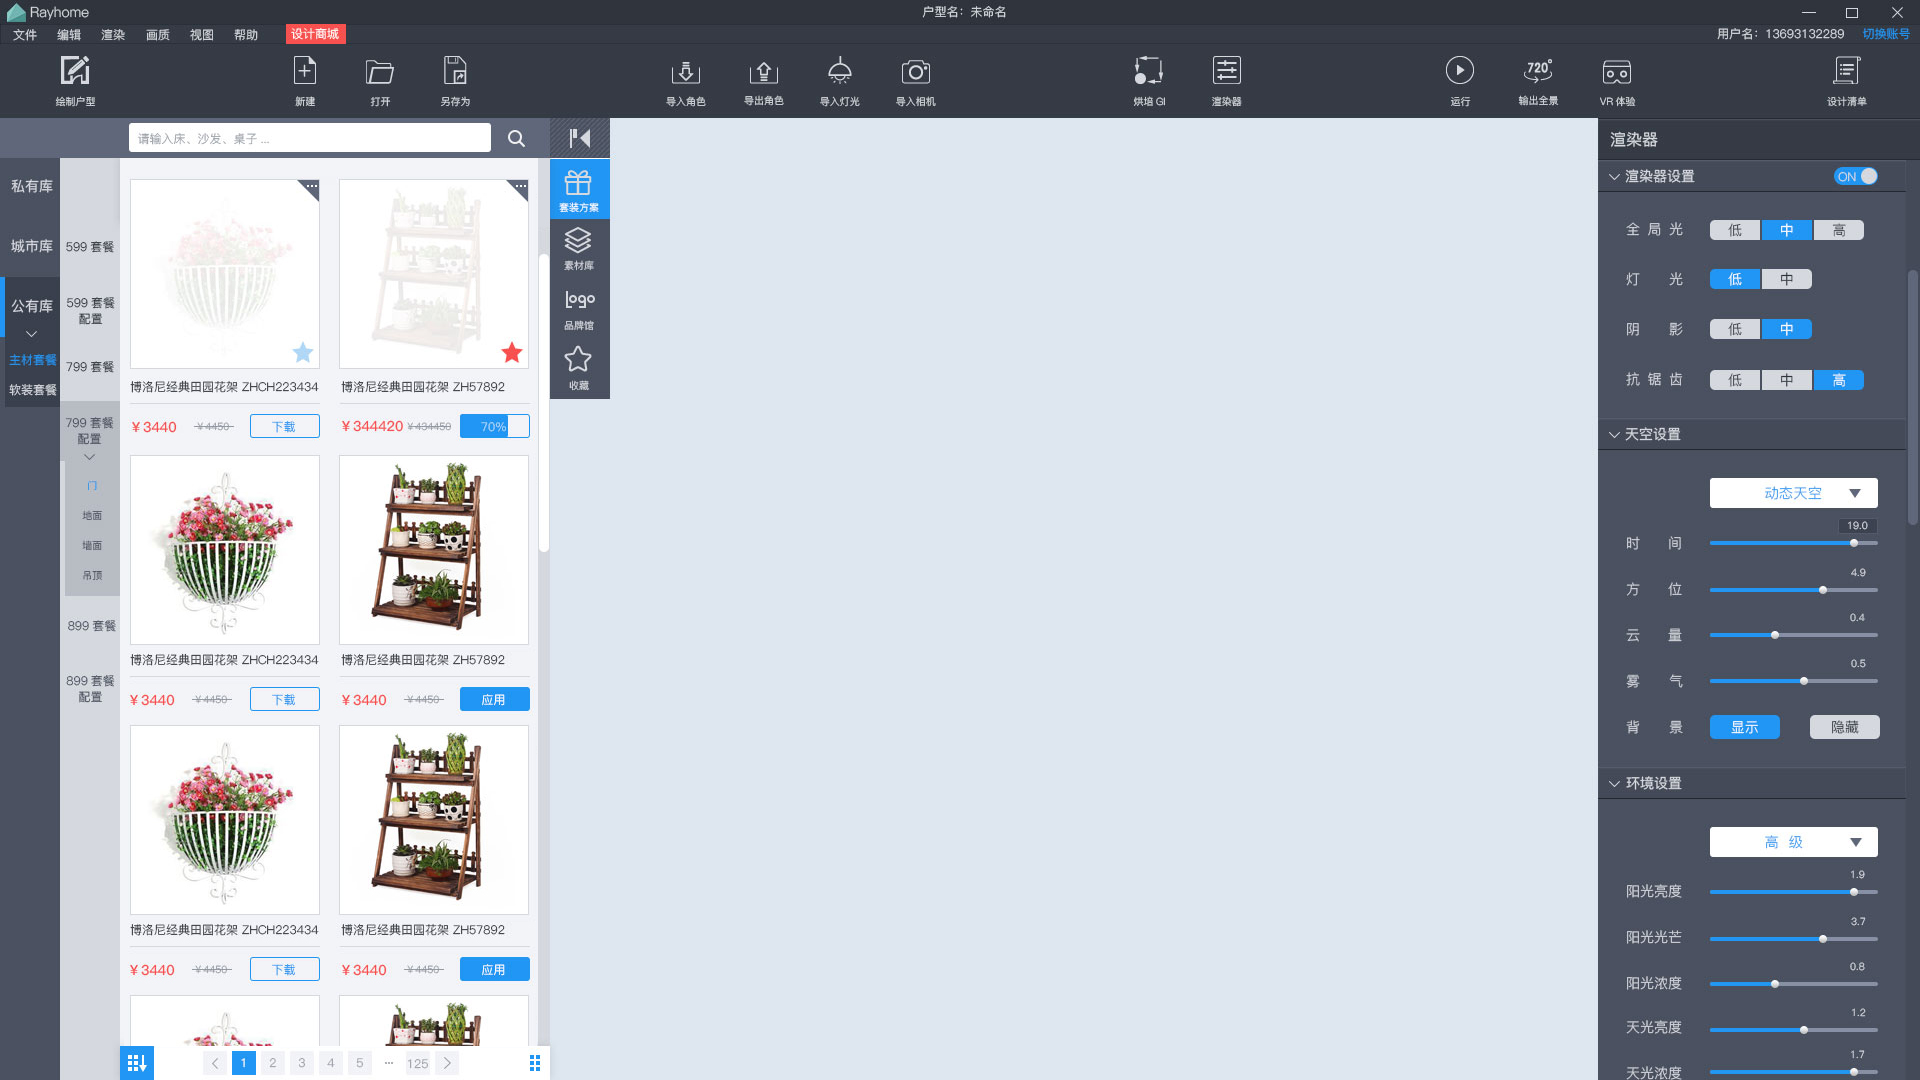 Rayhome
户型名：未命名
文件 编辑 渲染 画质 视图 帮助 设计商城
用户名：13693132289 切换账号
绘制户型 新建 打开 另存为 导入角色 导出角色 导入灯光 导入相机 烘培 GI 渲染器 运行 720° 输出全景 VR 体验 设计清单
请输入床、沙发、桌子 ...
私有库
城市库
公有库
主材套餐
软装套餐
599 套餐
599 套餐
配置
799 套餐
799 套餐
配置
门
地面
墙面
吊顶
899 套餐
899 套餐
配置
博洛尼经典田园花架 ZHCH223434
¥3440 ¥4450 下载
博洛尼经典田园花架 ZH57892
¥344420 ¥434450 70%
博洛尼经典田园花架 ZHCH223434
¥3440 ¥4450 下载
博洛尼经典田园花架 ZH57892
¥3440 ¥4450 应用
博洛尼经典田园花架 ZHCH223434
¥3440 ¥4450 下载
博洛尼经典田园花架 ZH57892
¥3440 ¥4450 应用
1 2 3 4 5 ··· 125
套装方案
素材库
logo
品牌馆
收藏
渲染器
渲染器设置 ON
全局光 低 中 高
灯光 低 中
阴影 低 中
抗锯齿 低 中 高
天空设置
动态天空
19.0
时间
4.9
方位
0.4
云量
0.5
雾气
背景 显示 隐藏
环境设置
高 级
1.9
阳光亮度
3.7
阳光光芒
0.8
阳光浓度
1.2
天光亮度
1.7
天光浓度